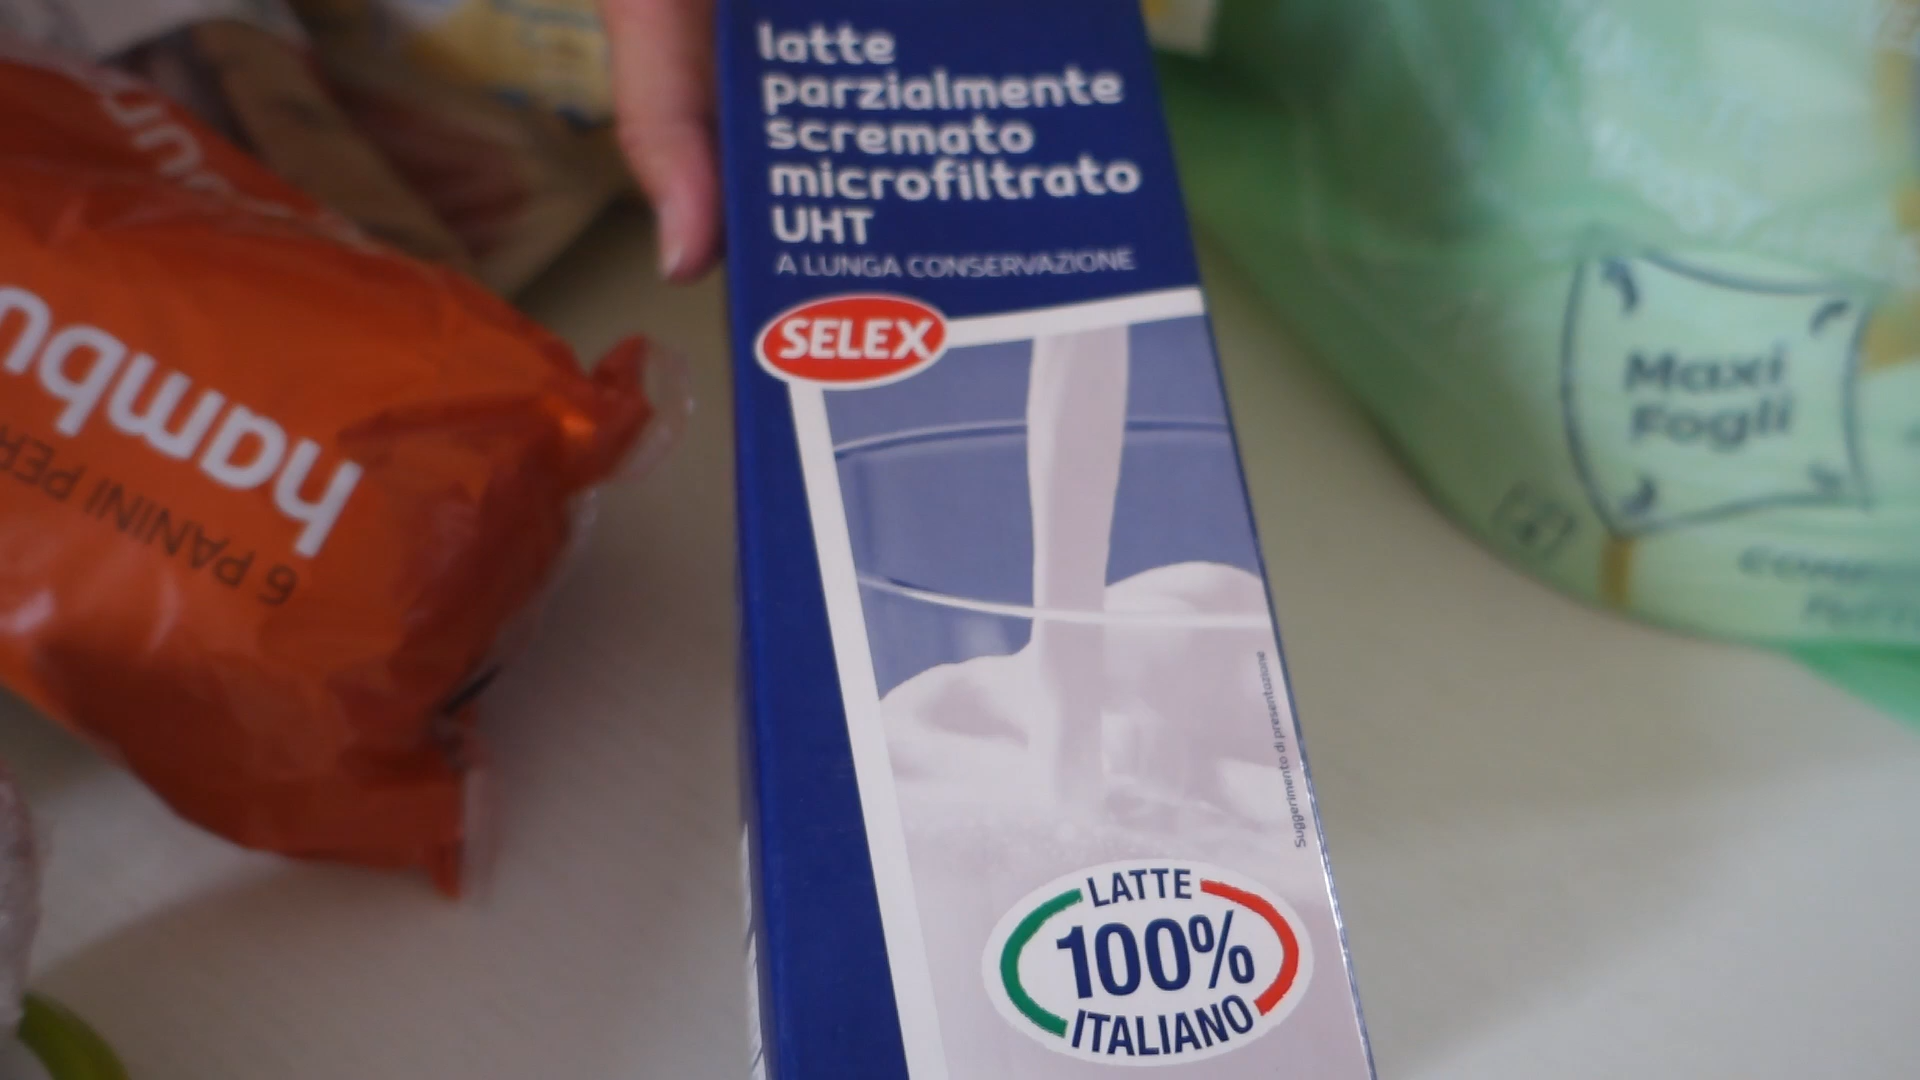 latte
parzialmente
scremato
microfiltrato
UHT
A LUNGA CONSERVAZIONE
SELEX
Suggerimento di presentazione
LATTE
100%
ITALIANO
hambu
6 PANINI PER
Maxi
Fogli